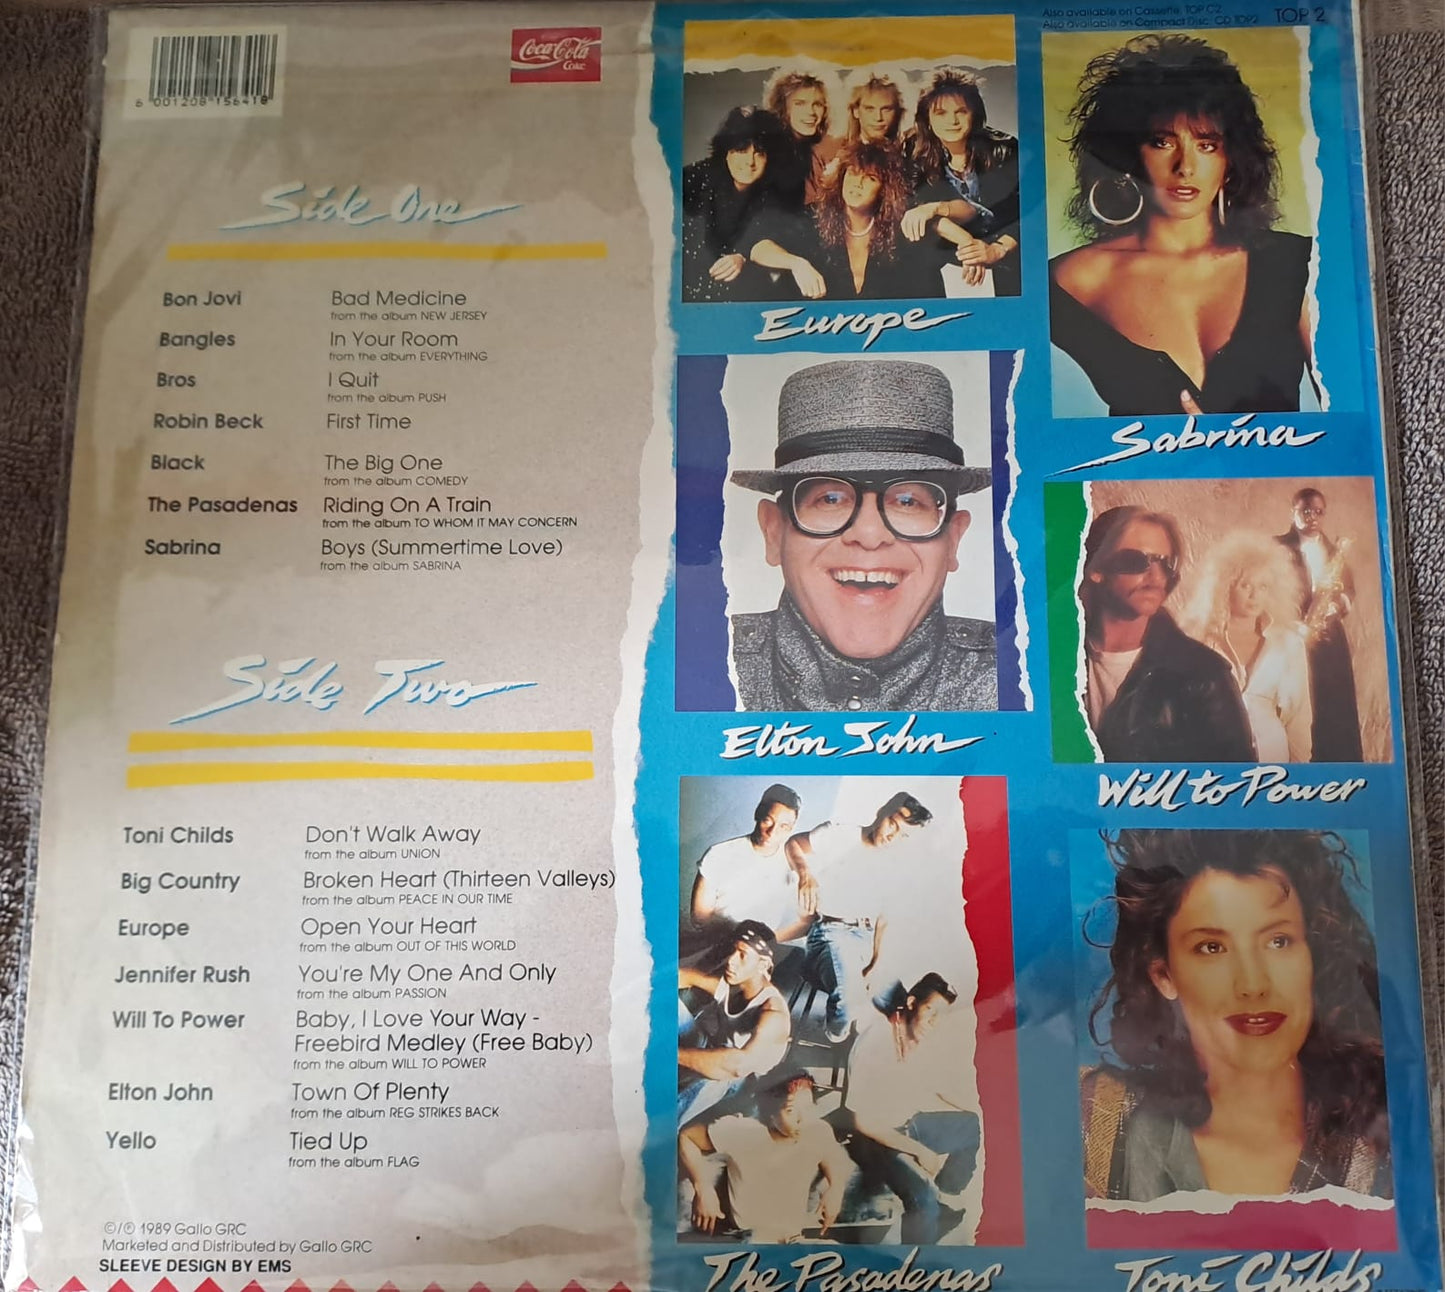 6 001208 156418
Coca-Cola
Coke
Also available on Cassette, TOP C2
Also available on Compact Disc, CD TOP2
TOP 2
Side One
Bon Jovi Bad Medicine
from the album NEW JERSEY
Bangles In Your Room
from the album EVERYTHING
Bros I Quit
from the album PUSH
Robin Beck First Time
Black The Big One
from the album COMEDY
The Pasadenas Riding On A Train
from the album TO WHOM IT MAY CONCERN
Sabrina Boys (Summertime Love)
from the album SABRINA
Side Two
Toni Childs Don't Walk Away
from the album UNION
Big Country Broken Heart (Thirteen Valleys)
from the album PEACE IN OUR TIME
Europe Open Your Heart
from the album OUT OF THIS WORLD
Jennifer Rush You're My One And Only
from the album PASSION
Will To Power Baby, I Love Your Way -
Freebird Medley (Free Baby)
from the album WILL TO POWER
Elton John Town Of Plenty
from the album REG STRIKES BACK
Yello Tied Up
from the album FLAG
©/℗ 1989 Gallo GRC
Marketed and Distributed by Gallo GRC
SLEEVE DESIGN BY EMS
Europe
Sabrina
Elton John
Will to Power
The Pasadenas
Toni Childs